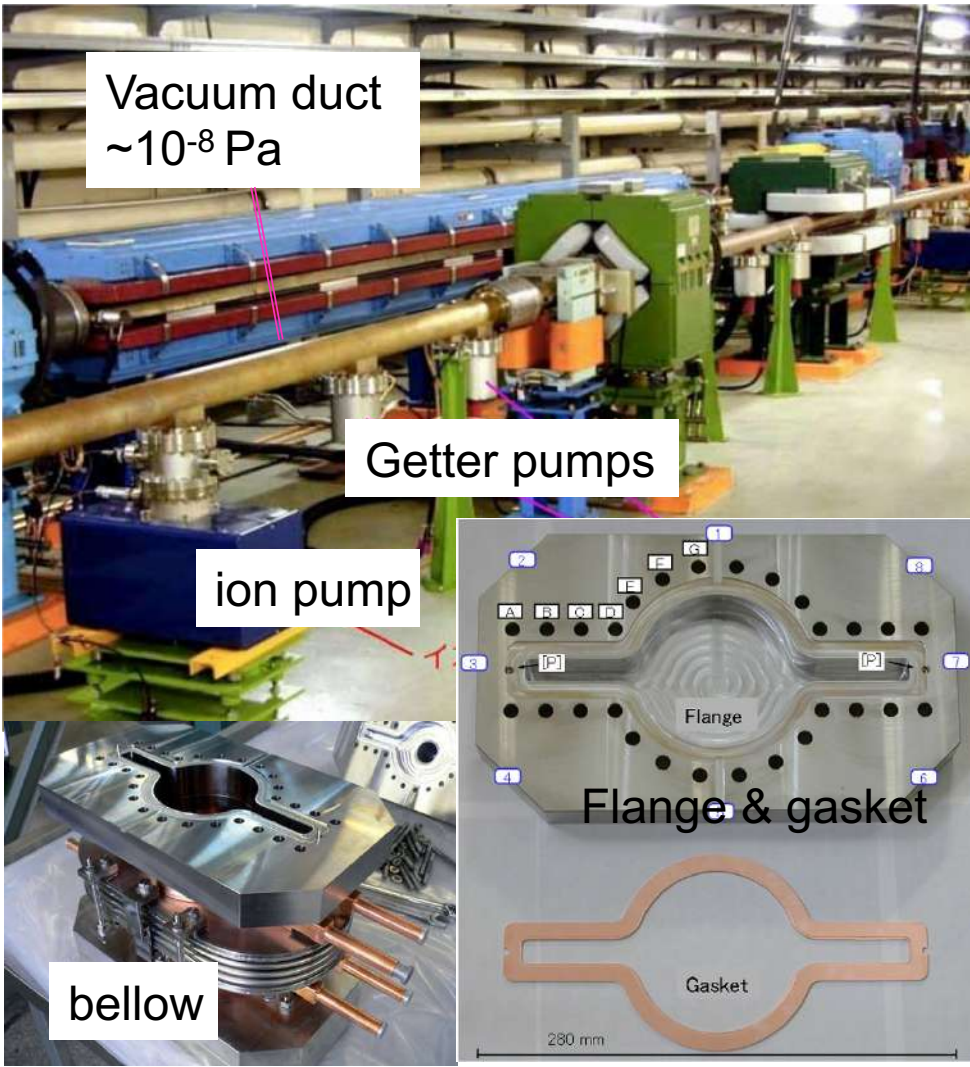 Vacuum duct
~10⁻⁸ Pa
Getter pumps
ion pump
1
2
G
F
E
8
A
B
C
D
3
[P]
[P]
7
Flange
4
6
Flange & gasket
bellow
Gasket
280 mm